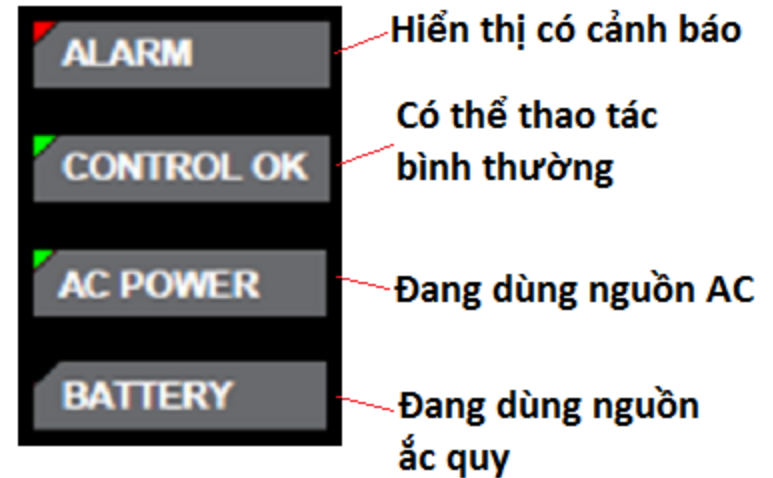 ALARM
Hiển thị có cảnh báo
CONTROL OK
Có thể thao tác
bình thường
AC POWER
Đang dùng nguồn AC
BATTERY
Đang dùng nguồn
ắc quy